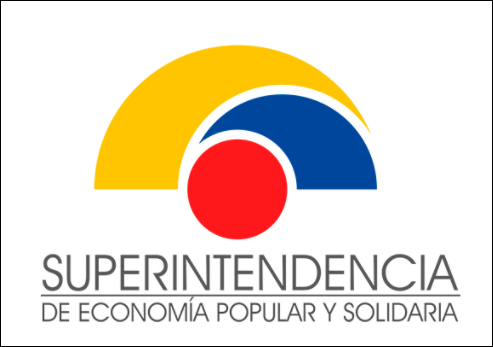 SUPERINTENDENCIA
DE ECONOMÍA POPULAR Y SOLIDARIA